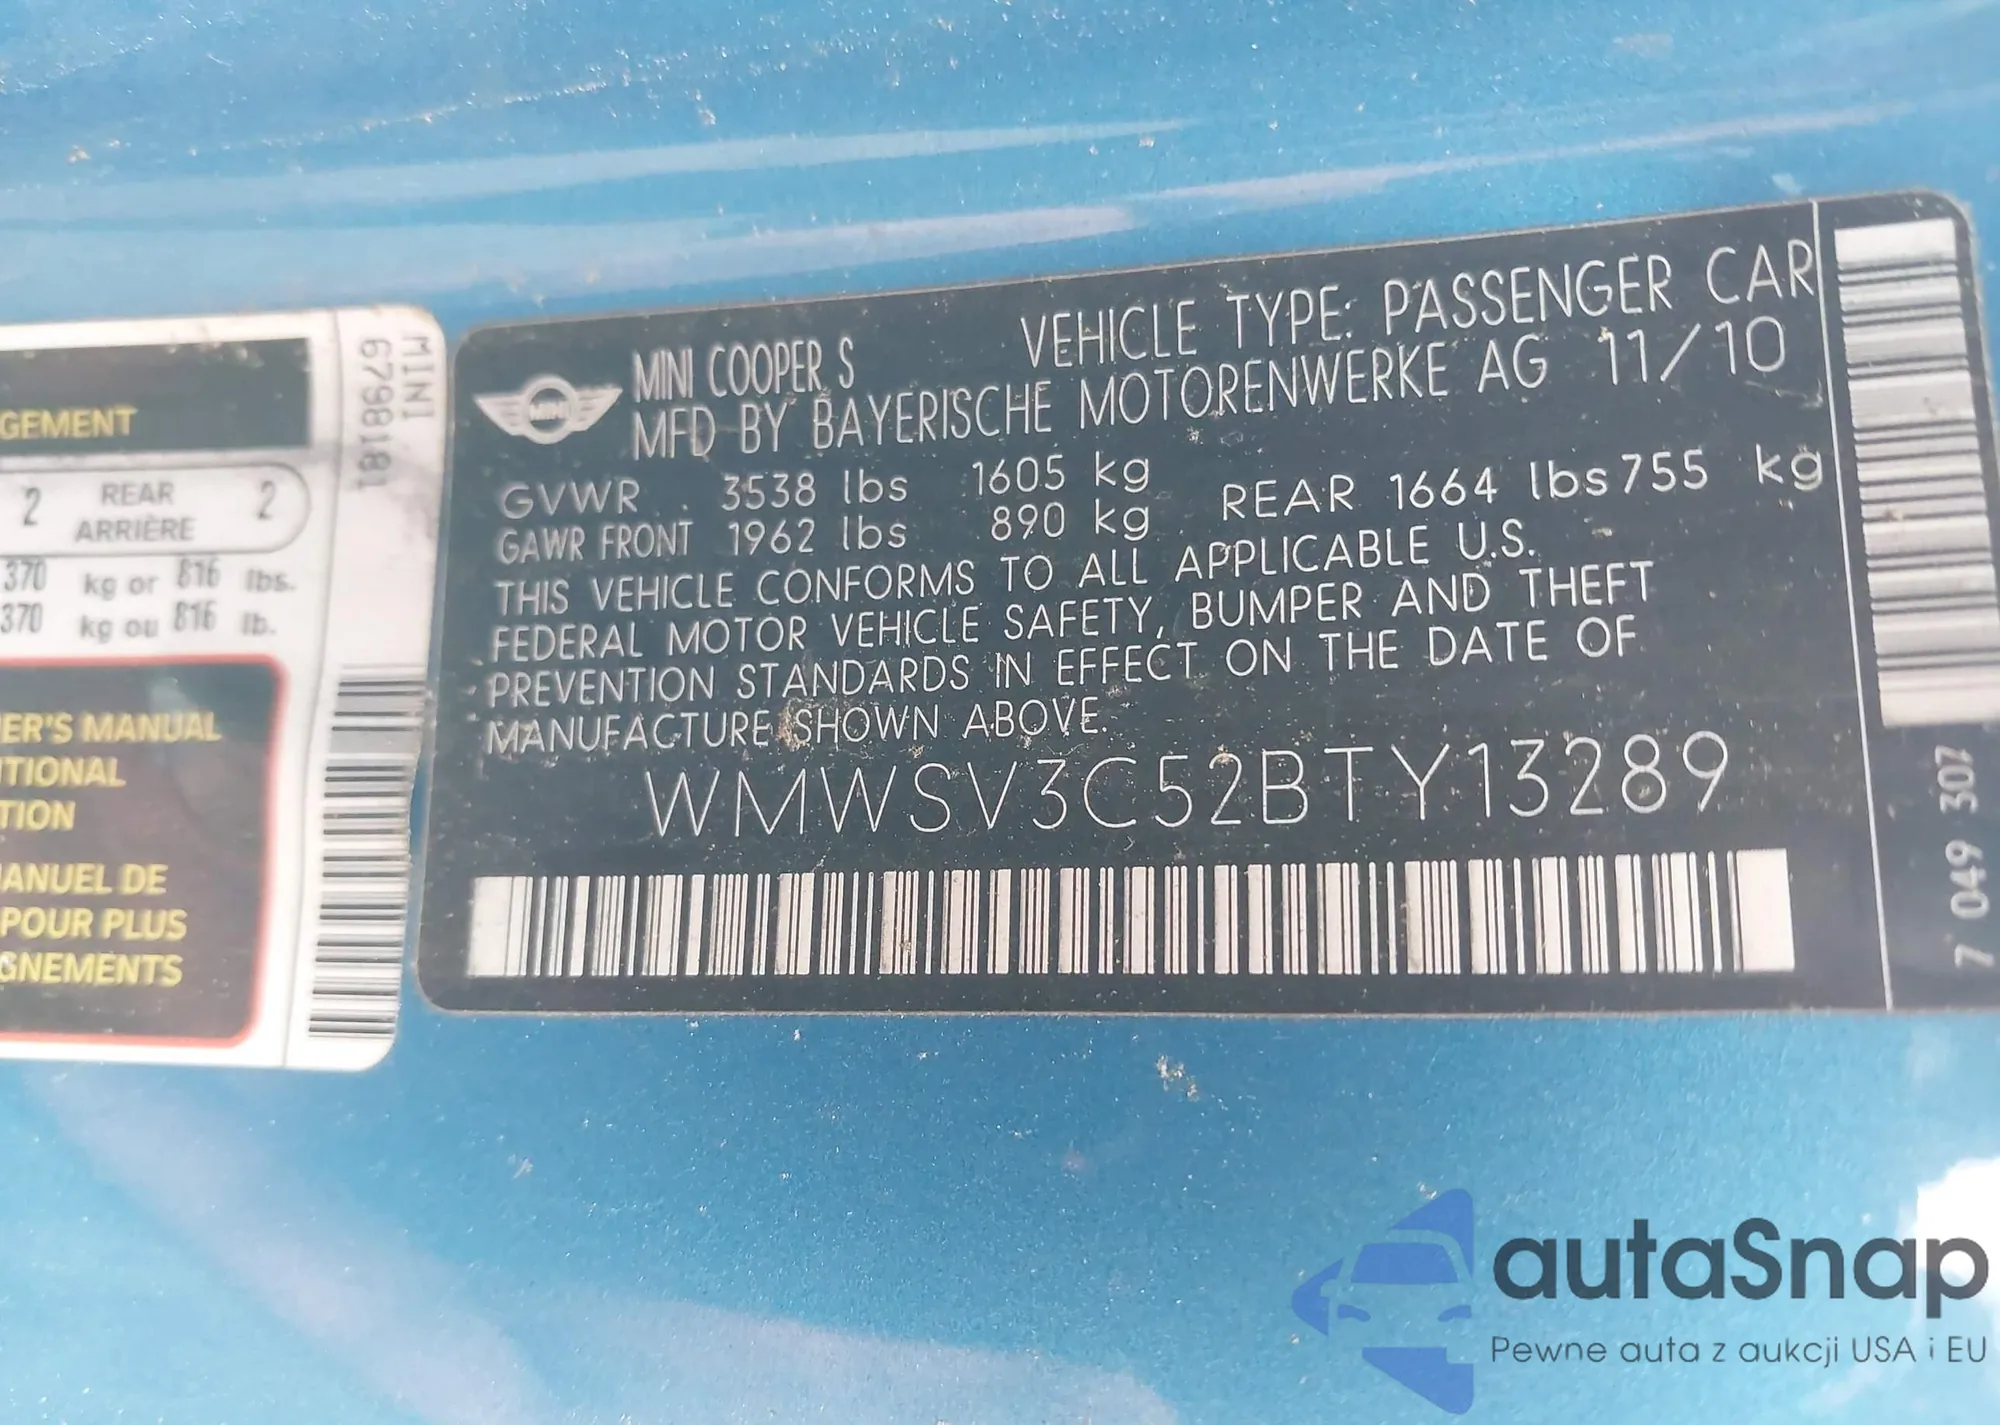 GEMENT
2 REAR 2
ARRIÈRE
370 kg or 816 lbs.
370 kg ou 816 lb.
ER'S MANUAL
ITIONAL
TION
ANUEL DE
POUR PLUS
GNEMENTS
MINI
6798181
MINI
MINI COOPER S VEHICLE TYPE: PASSENGER CAR
MFD BY BAYERISCHE MOTORENWERKE AG 11/10
GVWR 3538 lbs 1605 kg
GAWR FRONT 1962 lbs 890 kg REAR 1664 lbs 755 kg
THIS VEHICLE CONFORMS TO ALL APPLICABLE U.S.
FEDERAL MOTOR VEHICLE SAFETY, BUMPER AND THEFT
PREVENTION STANDARDS IN EFFECT ON THE DATE OF
MANUFACTURE SHOWN ABOVE.
WMWSV3C52BTY13289
7 049 307
autaSnap
Pewne auta z aukcji USA i EU